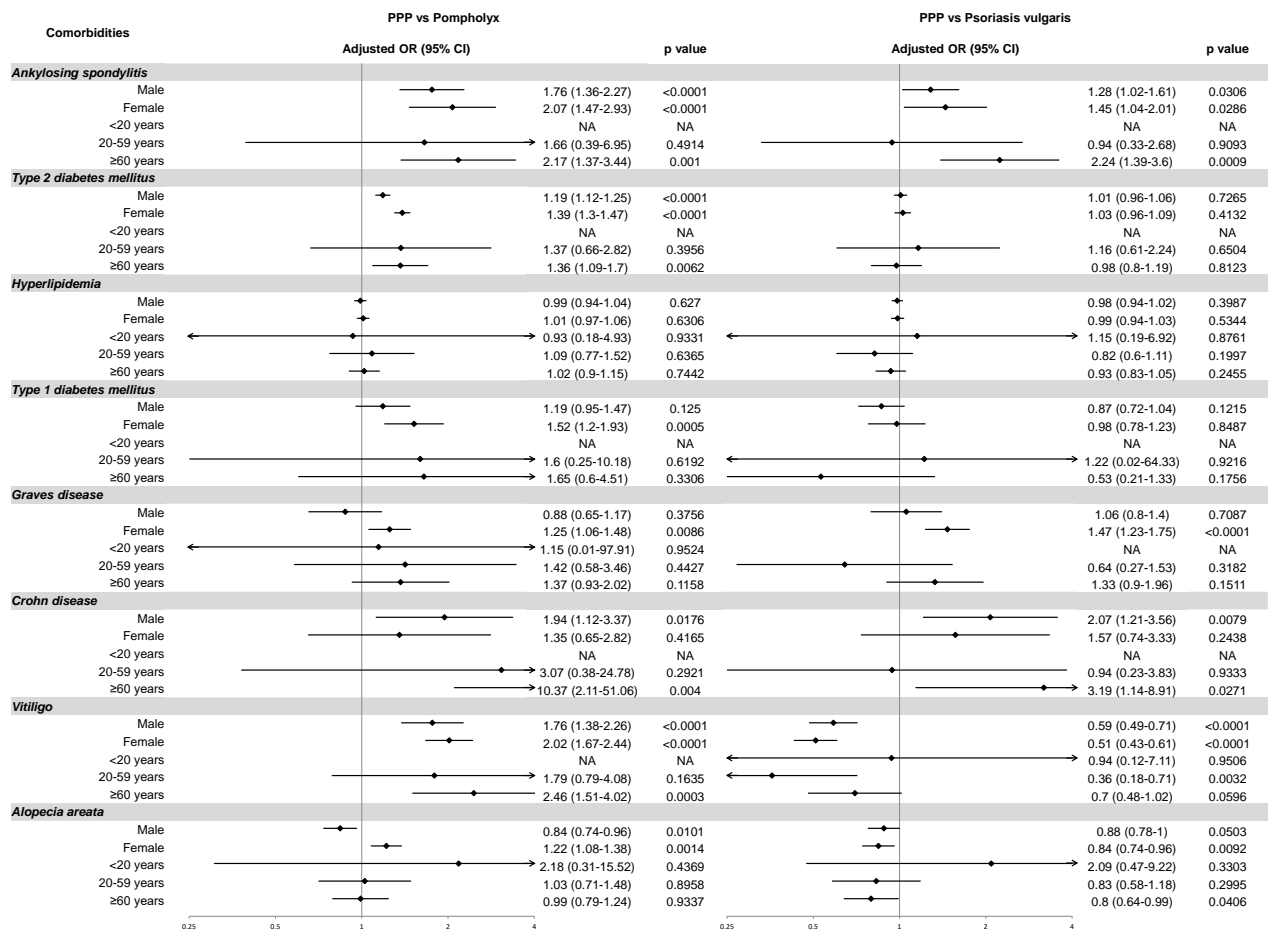 PPP vs Pompholyx PPP vs Psoriasis vulgaris
Comorbidities
Adjusted OR (95% CI) p value Adjusted OR (95% CI) p value
Ankylosing spondylitis
Male 1.76 (1.36-2.27) <0.0001 1.28 (1.02-1.61) 0.0306
Female 2.07 (1.47-2.93) <0.0001 1.45 (1.04-2.01) 0.0286
<20 years NA NA NA NA
20-59 years 1.66 (0.39-6.95) 0.4914 0.94 (0.33-2.68) 0.9093
≥60 years 2.17 (1.37-3.44) 0.001 2.24 (1.39-3.6) 0.0009
Type 2 diabetes mellitus
Male 1.19 (1.12-1.25) <0.0001 1.01 (0.96-1.06) 0.7265
Female 1.39 (1.3-1.47) <0.0001 1.03 (0.96-1.09) 0.4132
<20 years NA NA NA NA
20-59 years 1.37 (0.66-2.82) 0.3956 1.16 (0.61-2.24) 0.6504
≥60 years 1.36 (1.09-1.7) 0.0062 0.98 (0.8-1.19) 0.8123
Hyperlipidemia
Male 0.99 (0.94-1.04) 0.627 0.98 (0.94-1.02) 0.3987
Female 1.01 (0.97-1.06) 0.6306 0.99 (0.94-1.03) 0.5344
<20 years 0.93 (0.18-4.93) 0.9331 1.15 (0.19-6.92) 0.8761
20-59 years 1.09 (0.77-1.52) 0.6365 0.82 (0.6-1.11) 0.1997
≥60 years 1.02 (0.9-1.15) 0.7442 0.93 (0.83-1.05) 0.2455
Type 1 diabetes mellitus
Male 1.19 (0.95-1.47) 0.125 0.87 (0.72-1.04) 0.1215
Female 1.52 (1.2-1.93) 0.0005 0.98 (0.78-1.23) 0.8487
<20 years NA NA NA NA
20-59 years 1.6 (0.25-10.18) 0.6192 1.22 (0.02-64.33) 0.9216
≥60 years 1.65 (0.6-4.51) 0.3306 0.53 (0.21-1.33) 0.1756
Graves disease
Male 0.88 (0.65-1.17) 0.3756 1.06 (0.8-1.4) 0.7087
Female 1.25 (1.06-1.48) 0.0086 1.47 (1.23-1.75) <0.0001
<20 years 1.15 (0.01-97.91) 0.9524 NA NA
20-59 years 1.42 (0.58-3.46) 0.4427 0.64 (0.27-1.53) 0.3182
≥60 years 1.37 (0.93-2.02) 0.1158 1.33 (0.9-1.96) 0.1511
Crohn disease
Male 1.94 (1.12-3.37) 0.0176 2.07 (1.21-3.56) 0.0079
Female 1.35 (0.65-2.82) 0.4165 1.57 (0.74-3.33) 0.2438
<20 years NA NA NA NA
20-59 years 3.07 (0.38-24.78) 0.2921 0.94 (0.23-3.83) 0.9333
≥60 years 10.37 (2.11-51.06) 0.004 3.19 (1.14-8.91) 0.0271
Vitiligo
Male 1.76 (1.38-2.26) <0.0001 0.59 (0.49-0.71) <0.0001
Female 2.02 (1.67-2.44) <0.0001 0.51 (0.43-0.61) <0.0001
<20 years NA NA 0.94 (0.12-7.11) 0.9506
20-59 years 1.79 (0.79-4.08) 0.1635 0.36 (0.18-0.71) 0.0032
≥60 years 2.46 (1.51-4.02) 0.0003 0.7 (0.48-1.02) 0.0596
Alopecia areata
Male 0.84 (0.74-0.96) 0.0101 0.88 (0.78-1) 0.0503
Female 1.22 (1.08-1.38) 0.0014 0.84 (0.74-0.96) 0.0092
<20 years 2.18 (0.31-15.52) 0.4369 2.09 (0.47-9.22) 0.3303
20-59 years 1.03 (0.71-1.48) 0.8958 0.83 (0.58-1.18) 0.2995
≥60 years 0.99 (0.79-1.24) 0.9337 0.8 (0.64-0.99) 0.0406
0.25 0.5 1 2 4 0.25 0.5 1 2 4